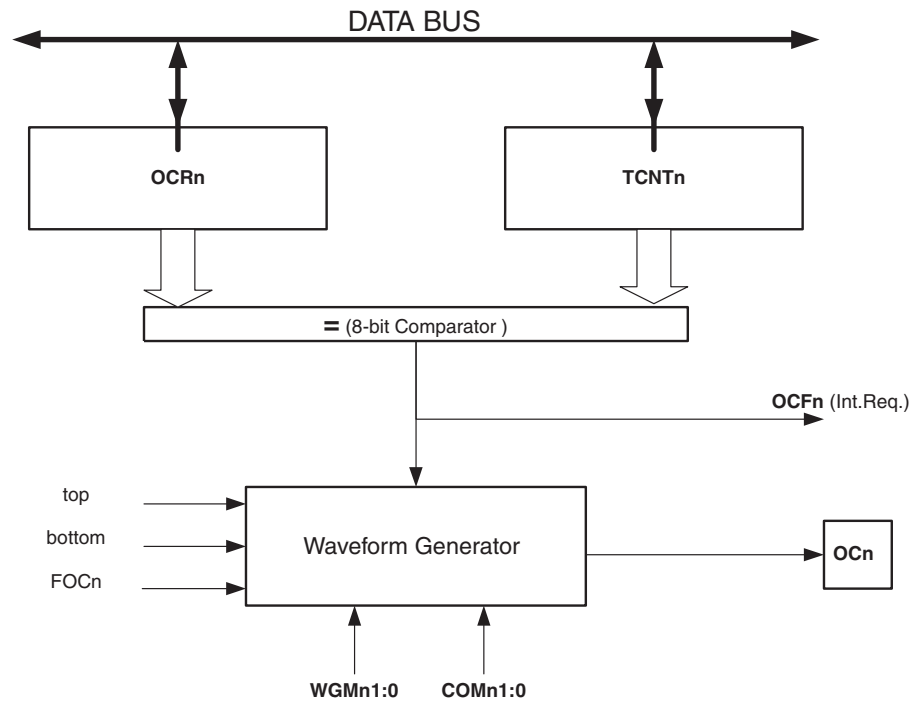 DATA BUS
OCRn
TCNTn
= (8-bit Comparator )
OCFn (Int.Req.)
top
bottom
FOCn
Waveform Generator
OCn
WGMn1:0
COMn1:0